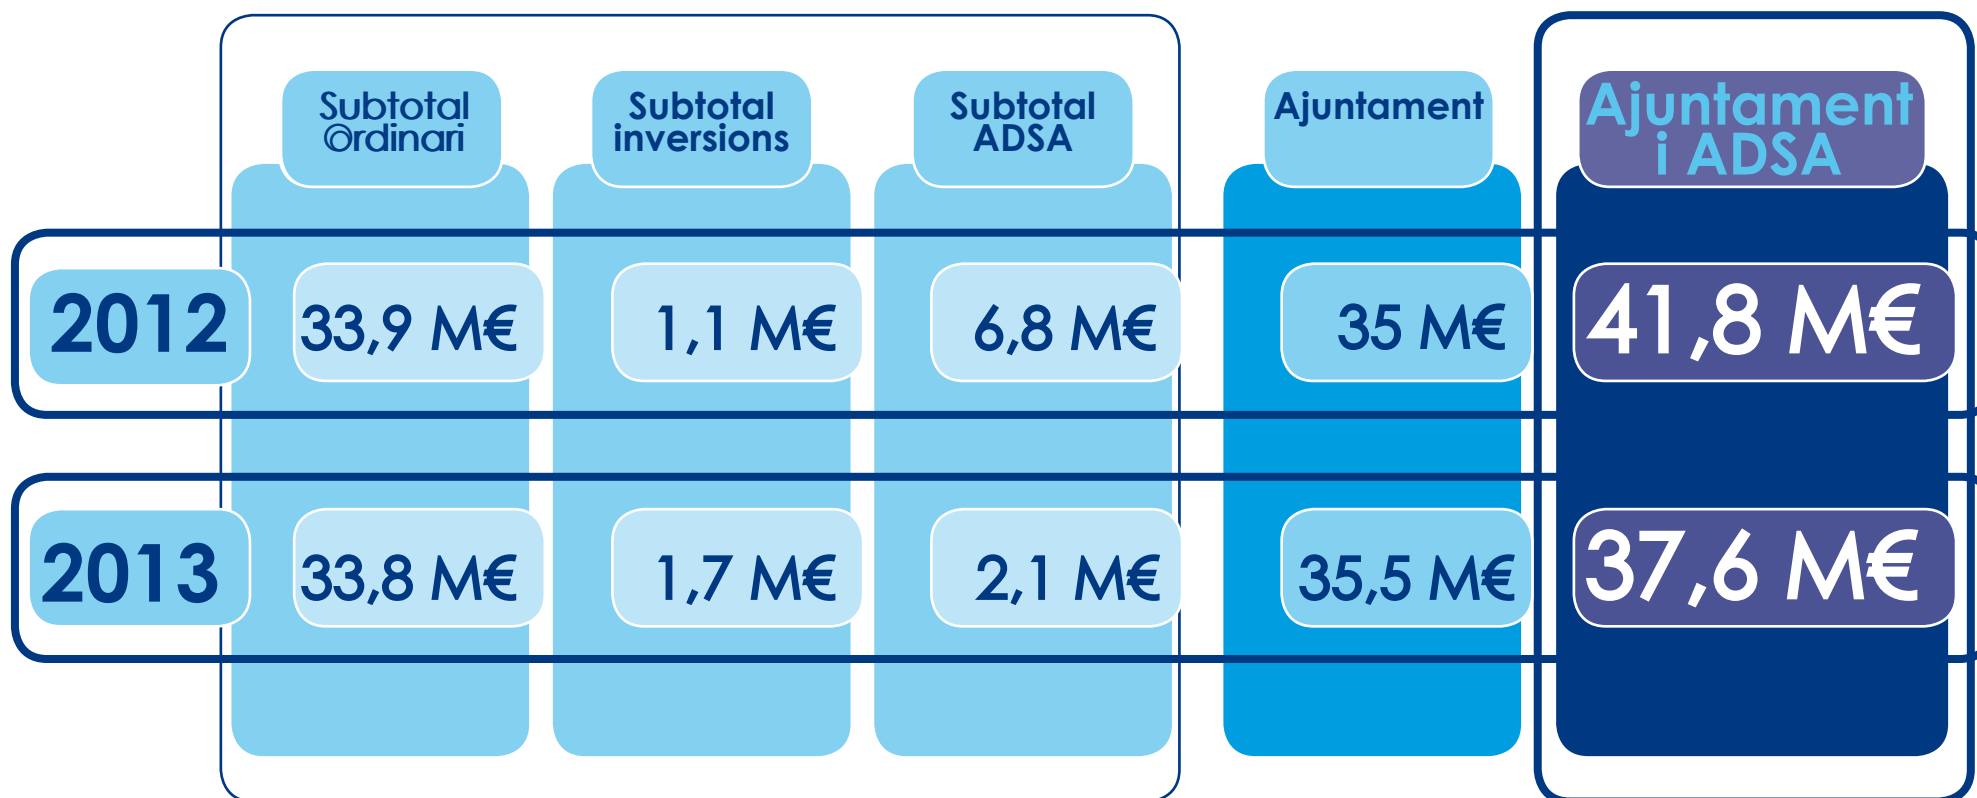 Subtotal
Ordinari
Subtotal
inversions
Subtotal
ADSA
Ajuntament
Ajuntament
i ADSA
2012
33,9 M€
1,1 M€
6,8 M€
35 M€
41,8 M€
2013
33,8 M€
1,7 M€
2,1 M€
35,5 M€
37,6 M€